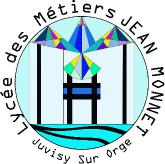 Lycée des Métiers JEAN MONNET
Juvisy Sur Orge